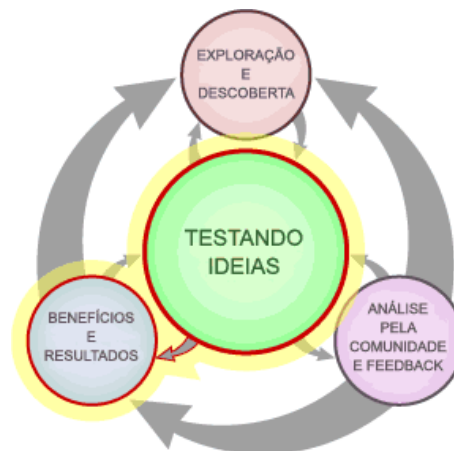 EXPLORAÇÃO
E
DESCOBERTA
TESTANDO
IDEIAS
BENEFÍCIOS
E
RESULTADOS
ANÁLISE
PELA
COMUNIDADE
E FEEDBACK